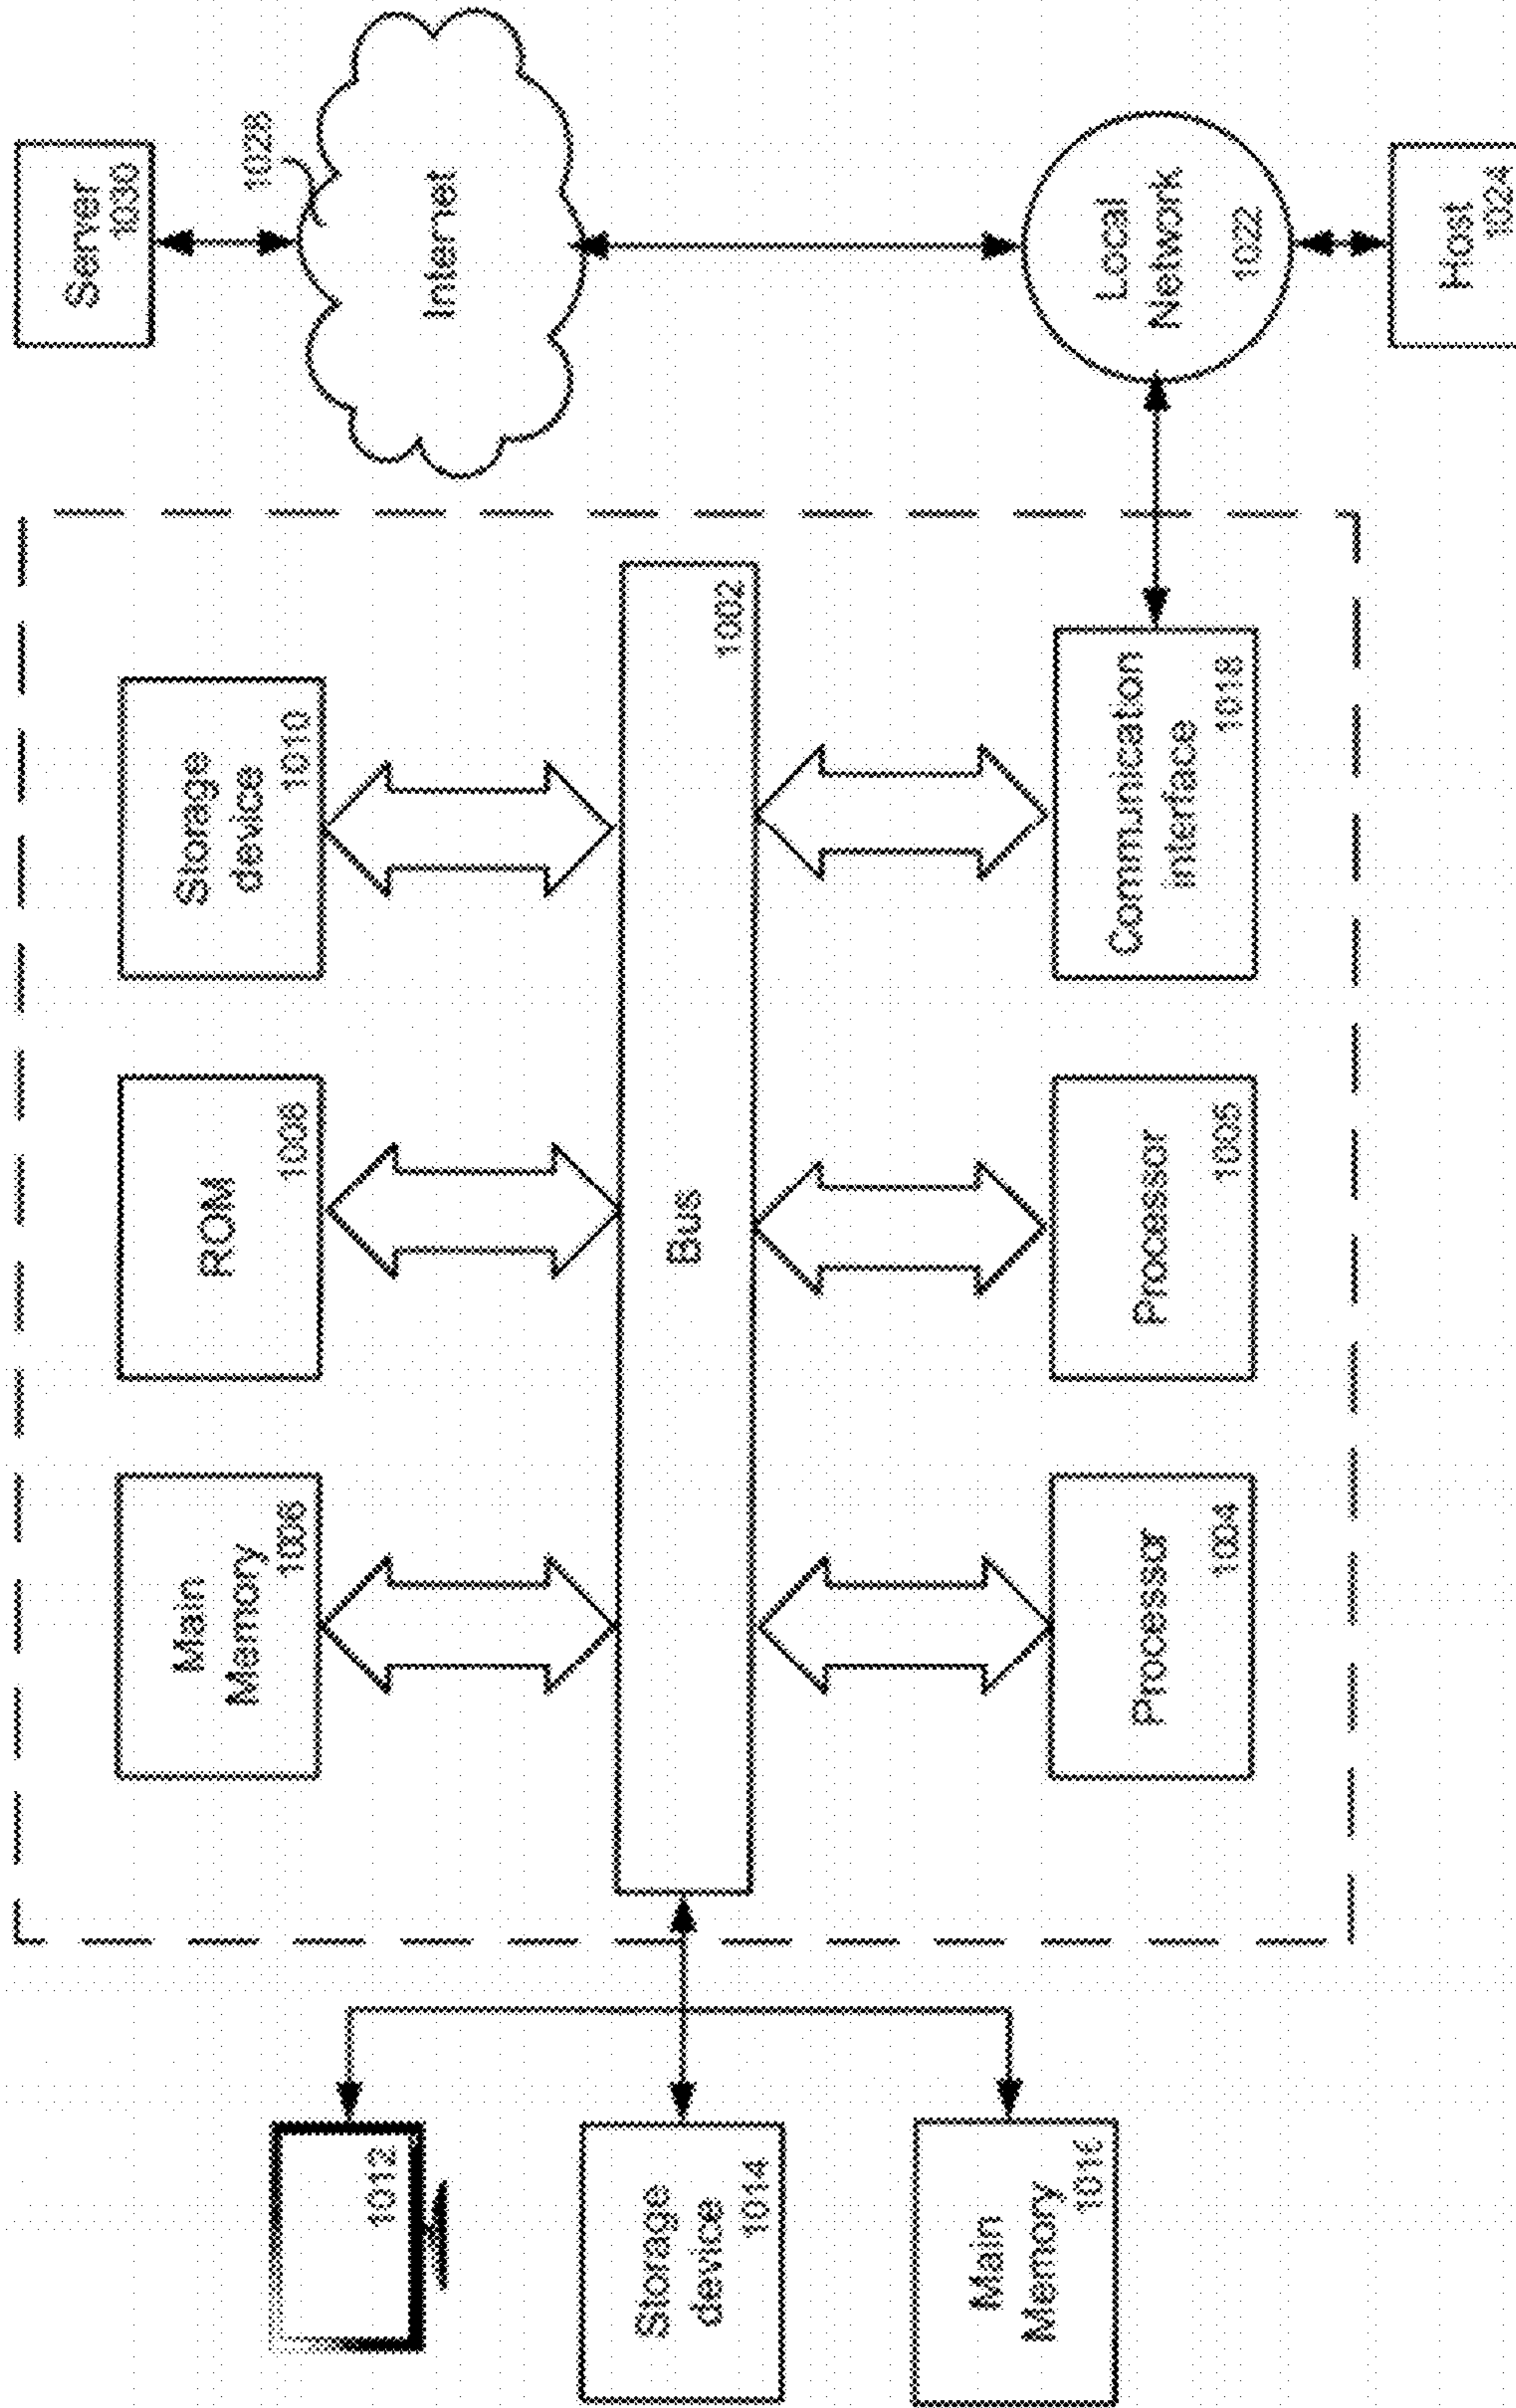 Server
1030
Main
Memory
1006
ROM
1008
Storage
device
1010
1028
1012
Internet
Storage
device
1014
Bus
1002
Main
Memory
Processor
1004
Processor
1005
Communication
interface
1018
Local
Network
1022
Host
1024